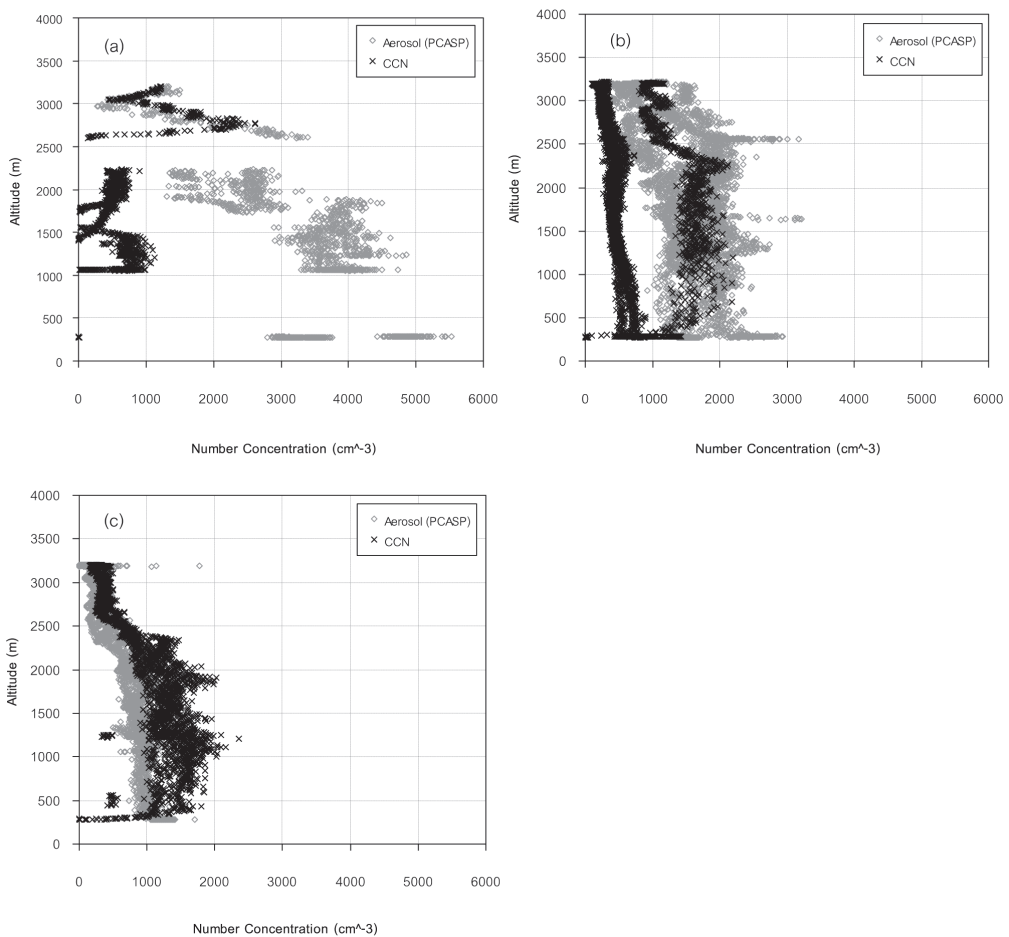 (a)
Aerosol (PCASP)
CCN
4000
3500
3000
2500
2000
1500
1000
500
0
Altitude (m)
0 1000 2000 3000 4000 5000 6000
Number Concentration (cm^-3)
(b)
Aerosol (PCASP)
CCN
4000
3500
3000
2500
2000
1500
1000
500
0
Altitude (m)
0 1000 2000 3000 4000 5000 6000
Number Concentration (cm^-3)
(c)
Aerosol (PCASP)
CCN
4000
3500
3000
2500
2000
1500
1000
500
0
Altitude (m)
0 1000 2000 3000 4000 5000 6000
Number Concentration (cm^-3)